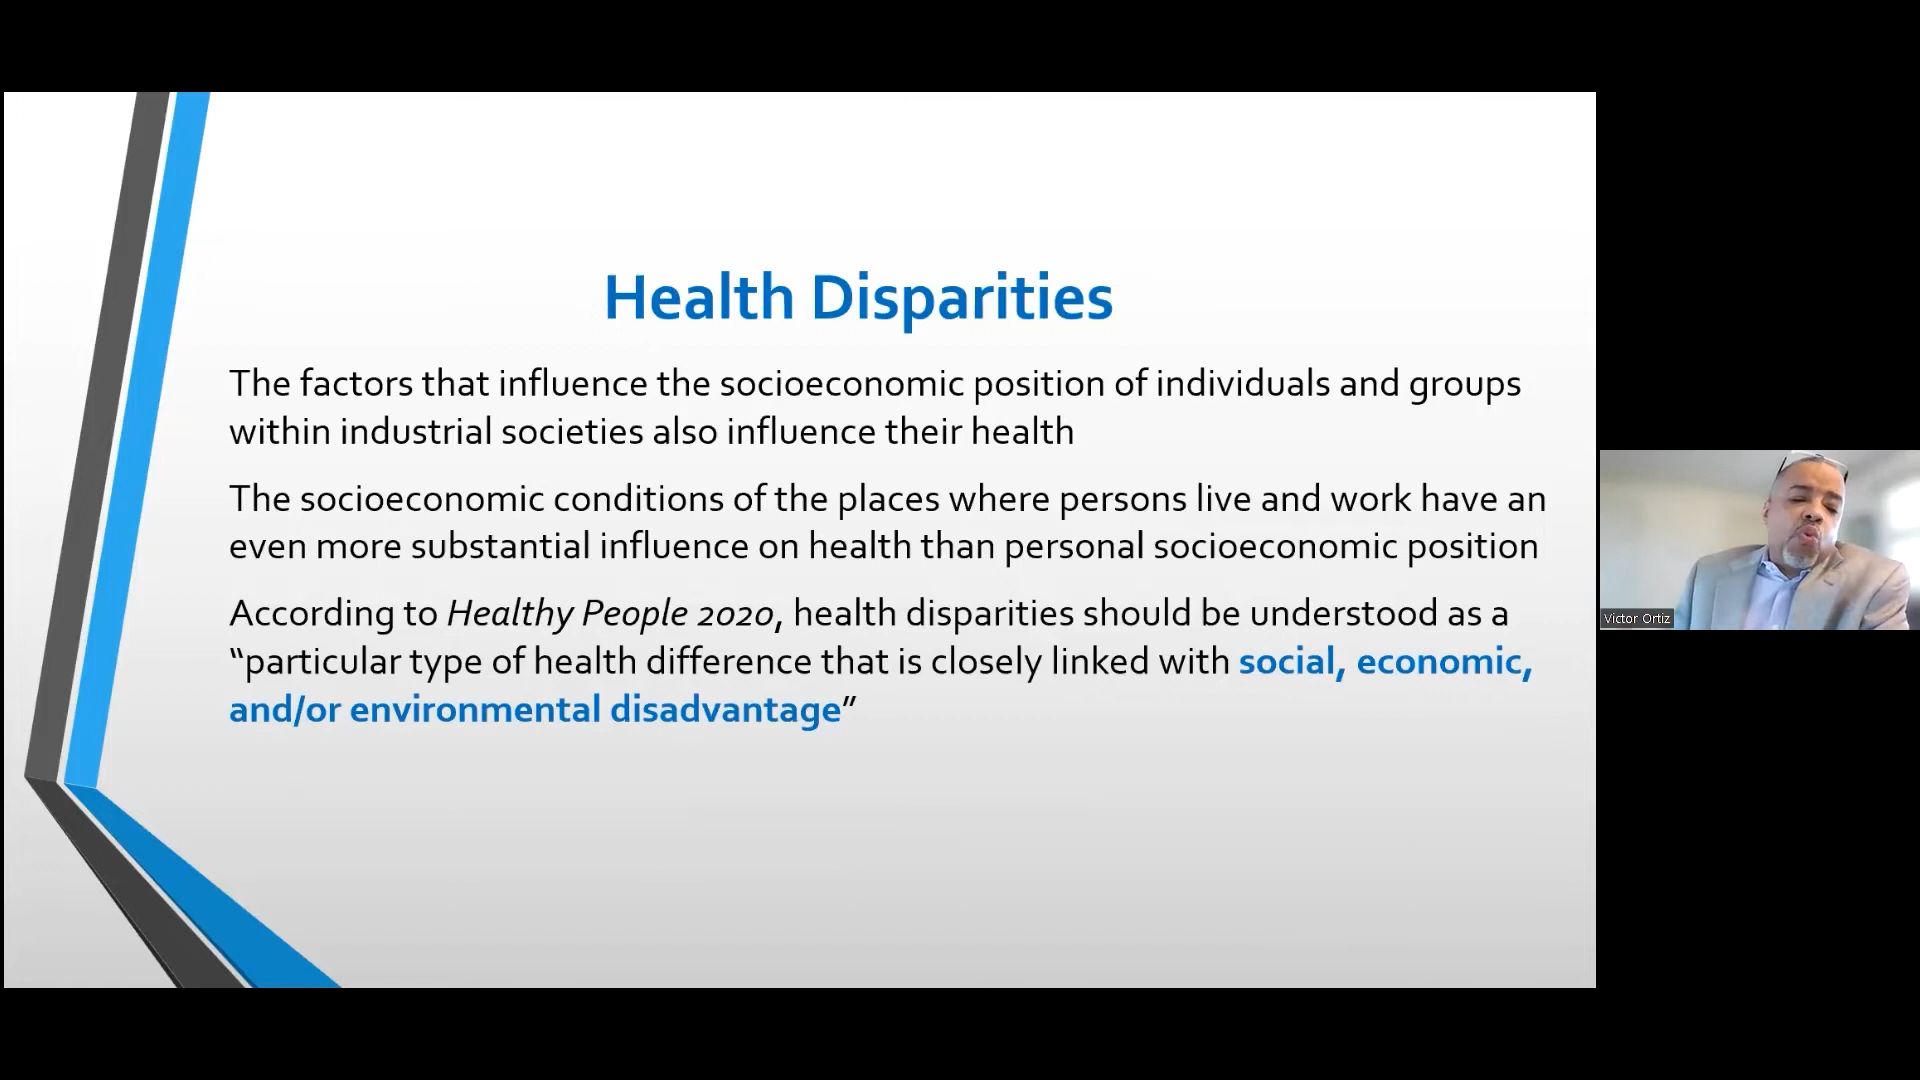 Health Disparities
The factors that influence the socioeconomic position of individuals and groups
within industrial societies also influence their health
The socioeconomic conditions of the places where persons live and work have an
even more substantial influence on health than personal socioeconomic position
According to Healthy People 2020, health disparities should be understood as a
“particular type of health difference that is closely linked with social, economic,
and/or environmental disadvantage”
Victor Ortiz